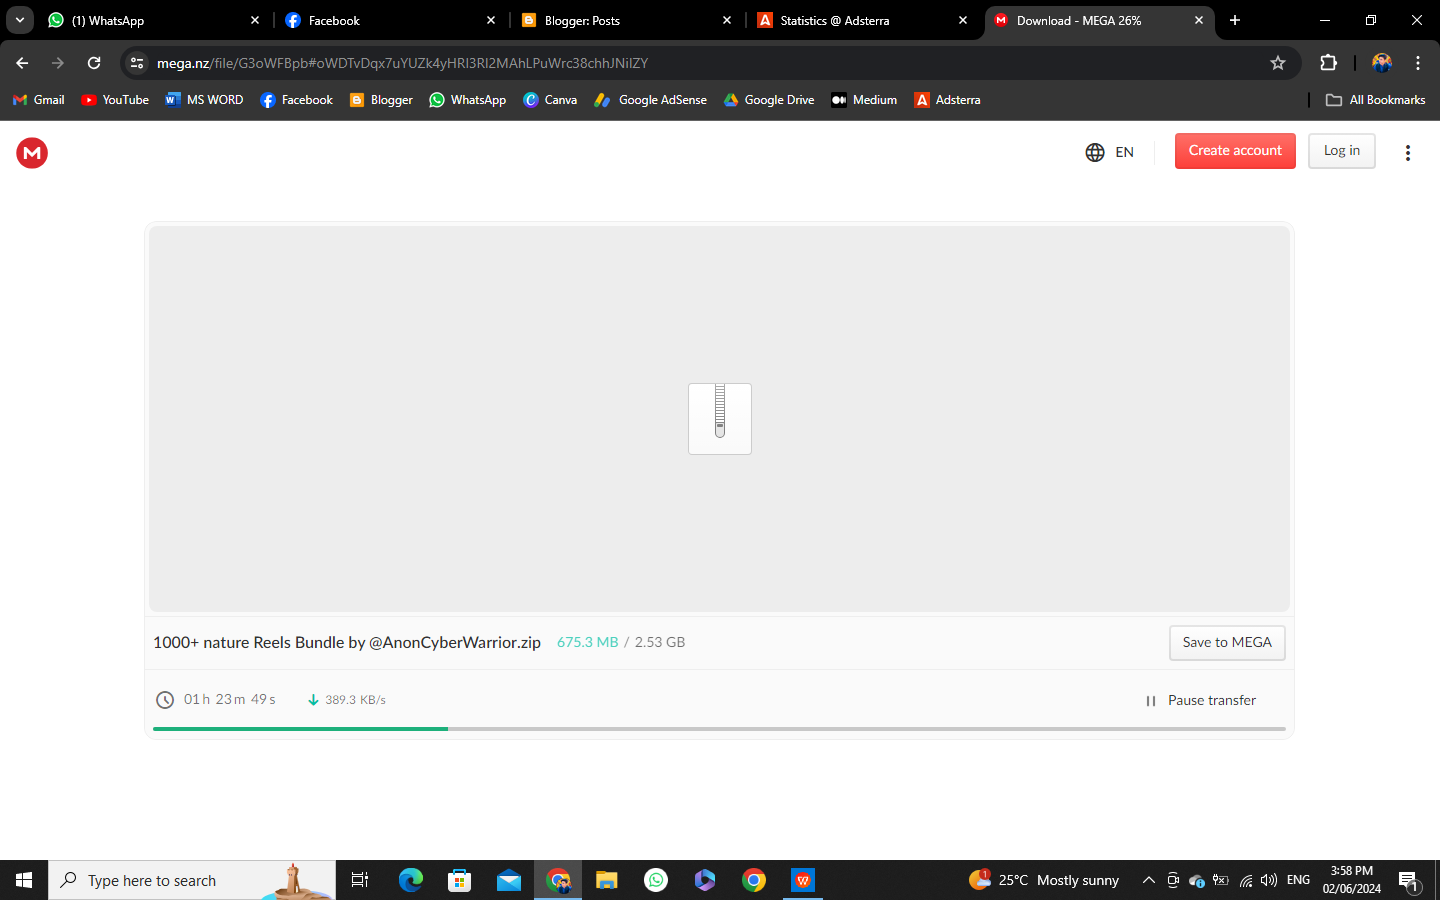 (1) WhatsApp
Facebook
Blogger: Posts
Statistics @ Adsterra
Download - MEGA 26%
mega.nz/file/G3oWFBpb#oWDTvDqx7uYUZk4yHRI3RI2MAhLPuWrc38chhJNilZY
Gmail
YouTube
MS WORD
Facebook
Blogger
WhatsApp
Canva
Google AdSense
Google Drive
Medium
Adsterra
All Bookmarks
EN
Create account
Log in
1000+ nature Reels Bundle by @AnonCyberWarrior.zip
675.3 MB / 2.53 GB
Save to MEGA
01 h 23 m 49 s
389.3 KB/s
Pause transfer
Type here to search
1
25°C Mostly sunny
ENG
3:58 PM
02/06/2024
1